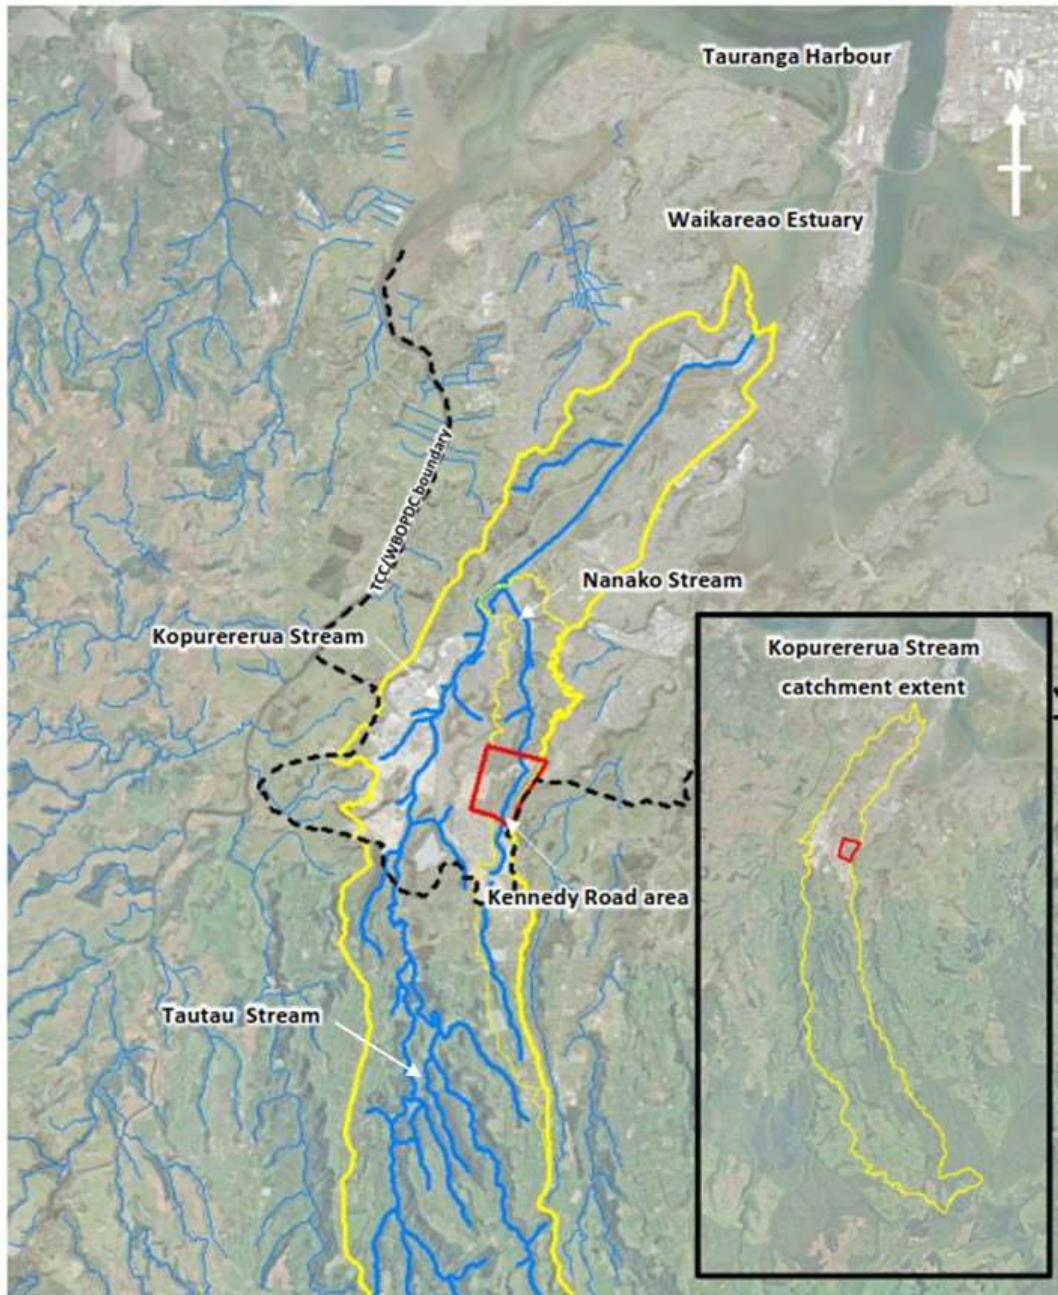 Tauranga Harbour
N
Waikareao Estuary
TCC/WBOPDC boundary
Nanako Stream
Kopurererua Stream
Kopurererua Stream
catchment extent
Kennedy Road area
Tautau Stream